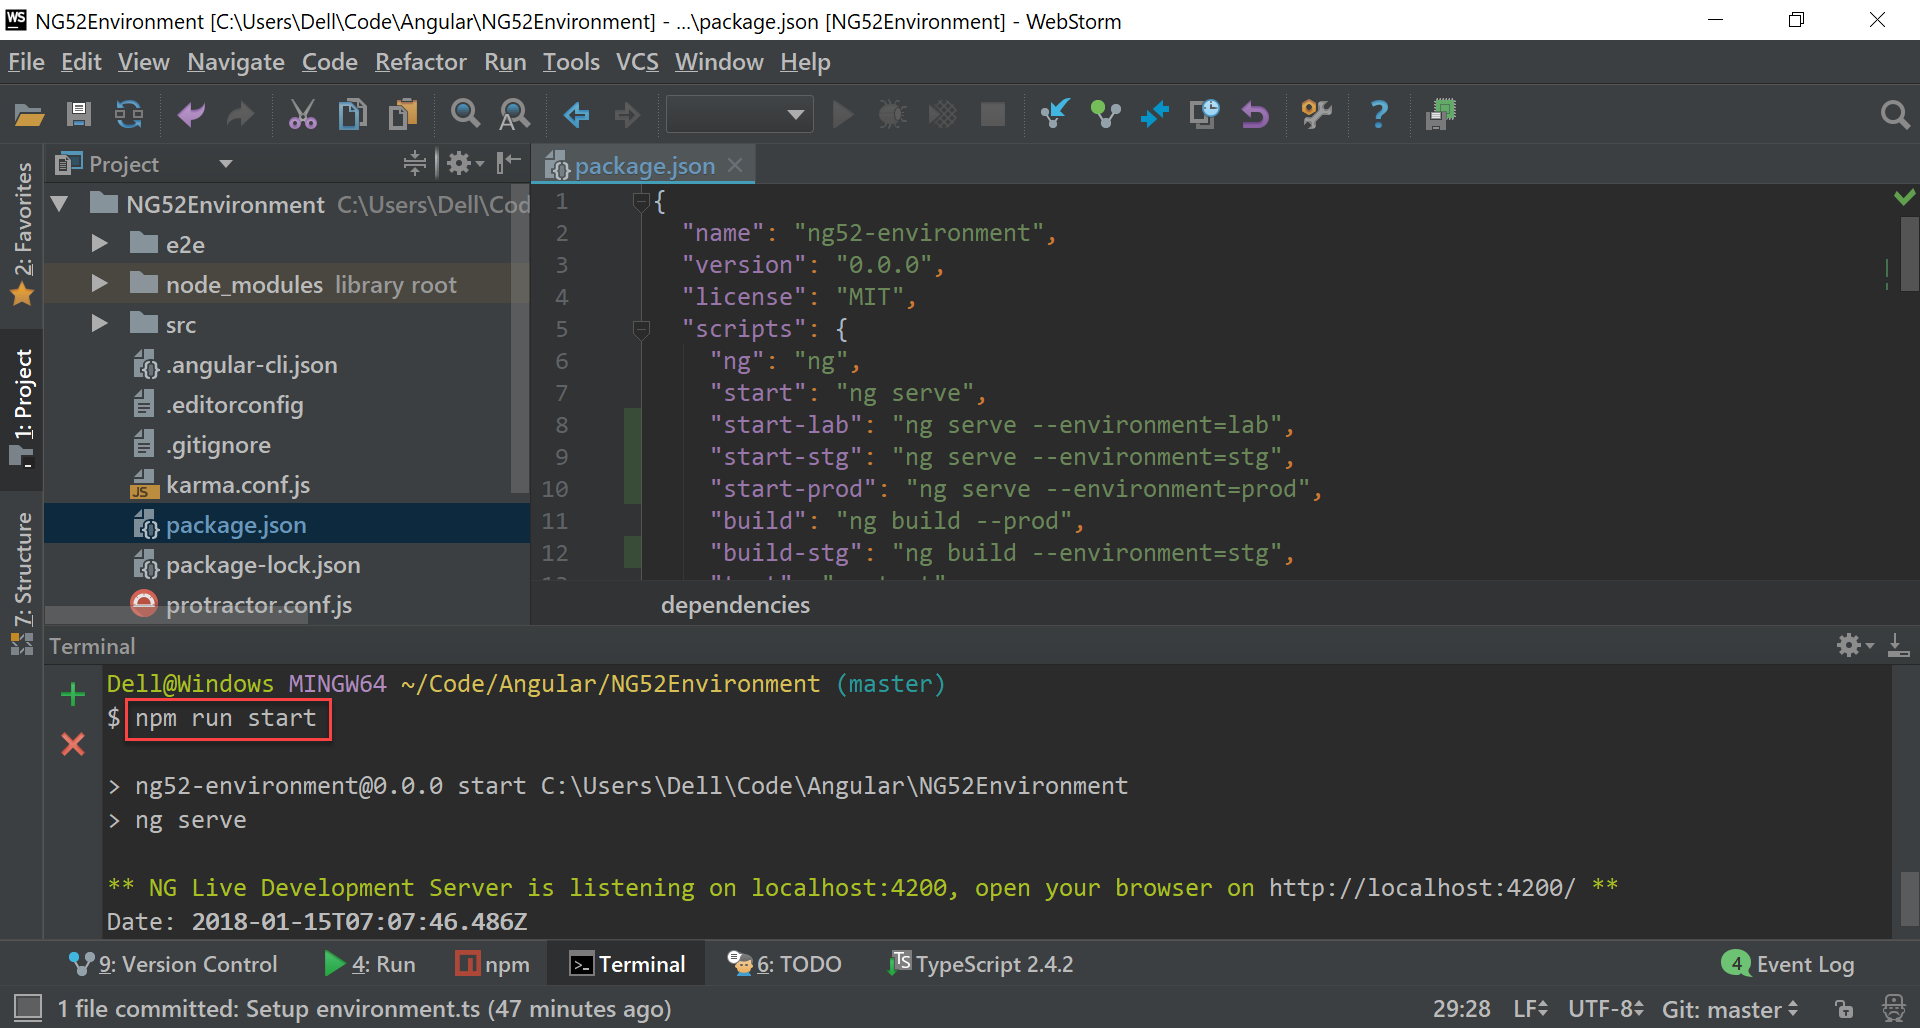 WS NG52Environment [C:\Users\Dell\Code\Angular\NG52Environment] - ...\package.json [NG52Environment] - WebStorm
File Edit View Navigate Code Refactor Run Tools VCS Window Help
Project
package.json
2: Favorites
1: Project
7: Structure
NG52Environment C:\Users\Dell\Cod
e2e
node_modules library root
src
.angular-cli.json
.editorconfig
.gitignore
JS karma.conf.js
package.json
package-lock.json
protractor.conf.js
1 {
2 "name": "ng52-environment",
3 "version": "0.0.0",
4 "license": "MIT",
5 "scripts": {
6 "ng": "ng",
7 "start": "ng serve",
8 "start-lab": "ng serve --environment=lab",
9 "start-stg": "ng serve --environment=stg",
10 "start-prod": "ng serve --environment=prod",
11 "build": "ng build --prod",
12 "build-stg": "ng build --environment=stg",
dependencies
Terminal
Dell@Windows MINGW64 ~/Code/Angular/NG52Environment (master)
$ npm run start
> ng52-environment@0.0.0 start C:\Users\Dell\Code\Angular\NG52Environment
> ng serve
** NG Live Development Server is listening on localhost:4200, open your browser on http://localhost:4200/ **
Date: 2018-01-15T07:07:46.486Z
9: Version Control 4: Run npm Terminal 6: TODO TS TypeScript 2.4.2 4 Event Log
1 file committed: Setup environment.ts (47 minutes ago) 29:28 LF UTF-8 Git: master